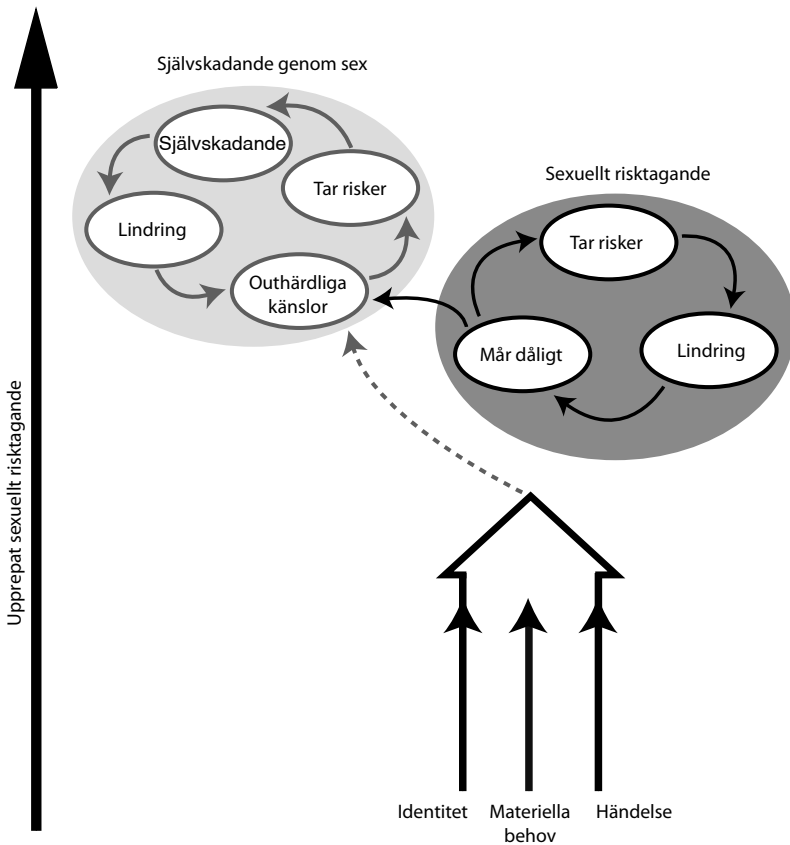 Självskadande genom sex
Självskadande
Tar risker
Lindring
Outhärdliga
känslor
Sexuellt risktagande
Tar risker
Mår dåligt
Lindring
Upprepat sexuellt risktagande
Identitet
Materiella
behov
Händelse